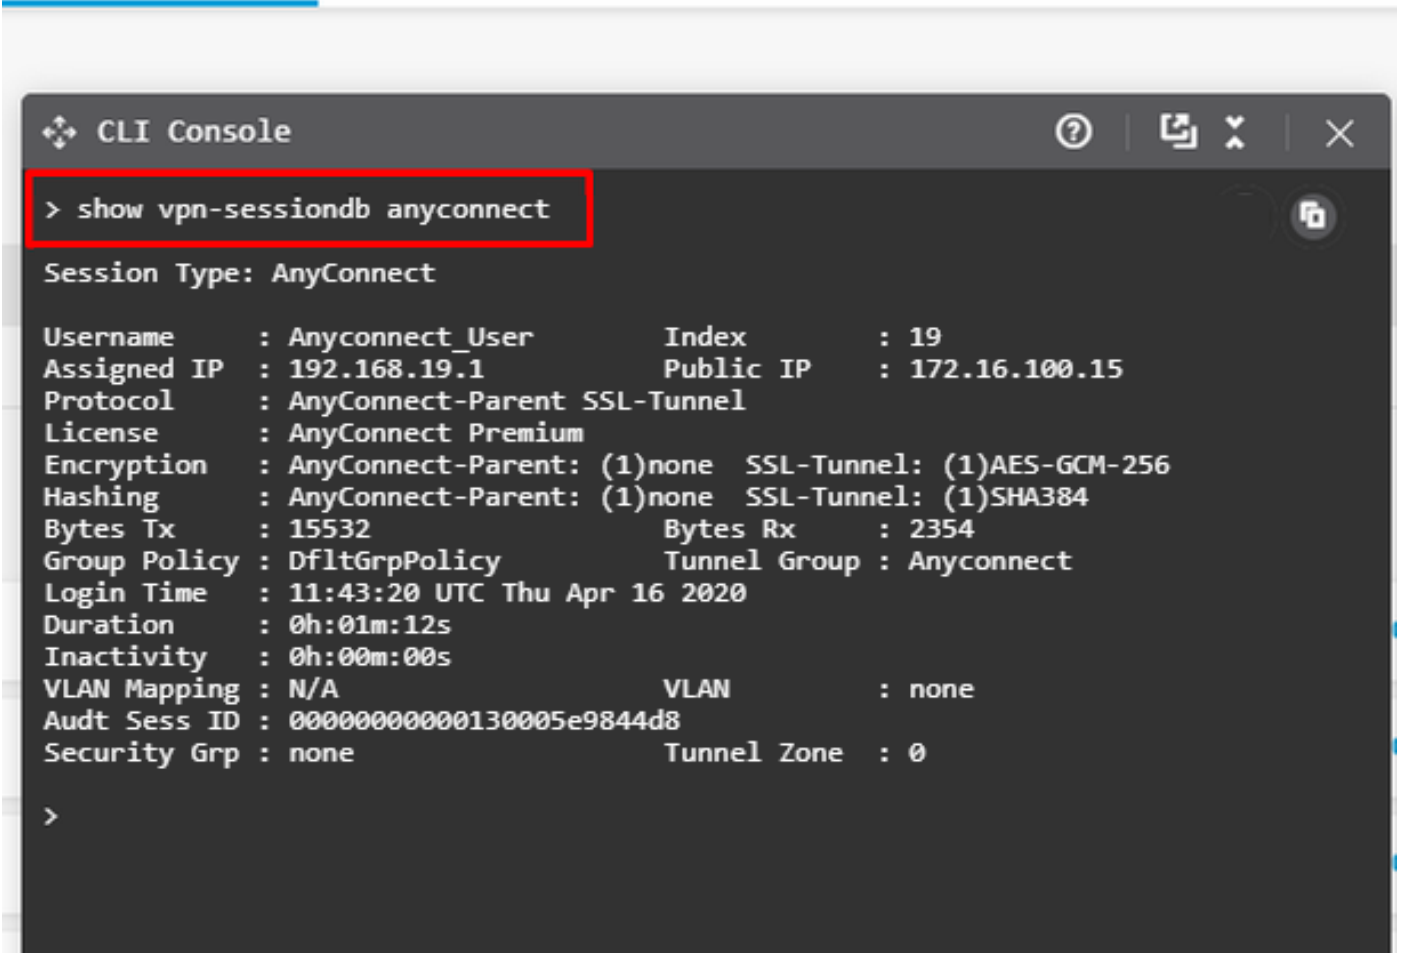 CLI Console
> show vpn-sessiondb anyconnect
Session Type: AnyConnect
Username     : Anyconnect_User        Index        : 19
Assigned IP  : 192.168.19.1           Public IP    : 172.16.100.15
Protocol     : AnyConnect-Parent SSL-Tunnel
License      : AnyConnect Premium
Encryption   : AnyConnect-Parent: (1)none  SSL-Tunnel: (1)AES-GCM-256
Hashing      : AnyConnect-Parent: (1)none  SSL-Tunnel: (1)SHA384
Bytes Tx     : 15532                  Bytes Rx     : 2354
Group Policy : DfltGrpPolicy          Tunnel Group : Anyconnect
Login Time   : 11:43:20 UTC Thu Apr 16 2020
Duration     : 0h:01m:12s
Inactivity   : 0h:00m:00s
VLAN Mapping : N/A                    VLAN         : none
Audt Sess ID : 00000000000130005e9844d8
Security Grp : none                   Tunnel Zone  : 0
>